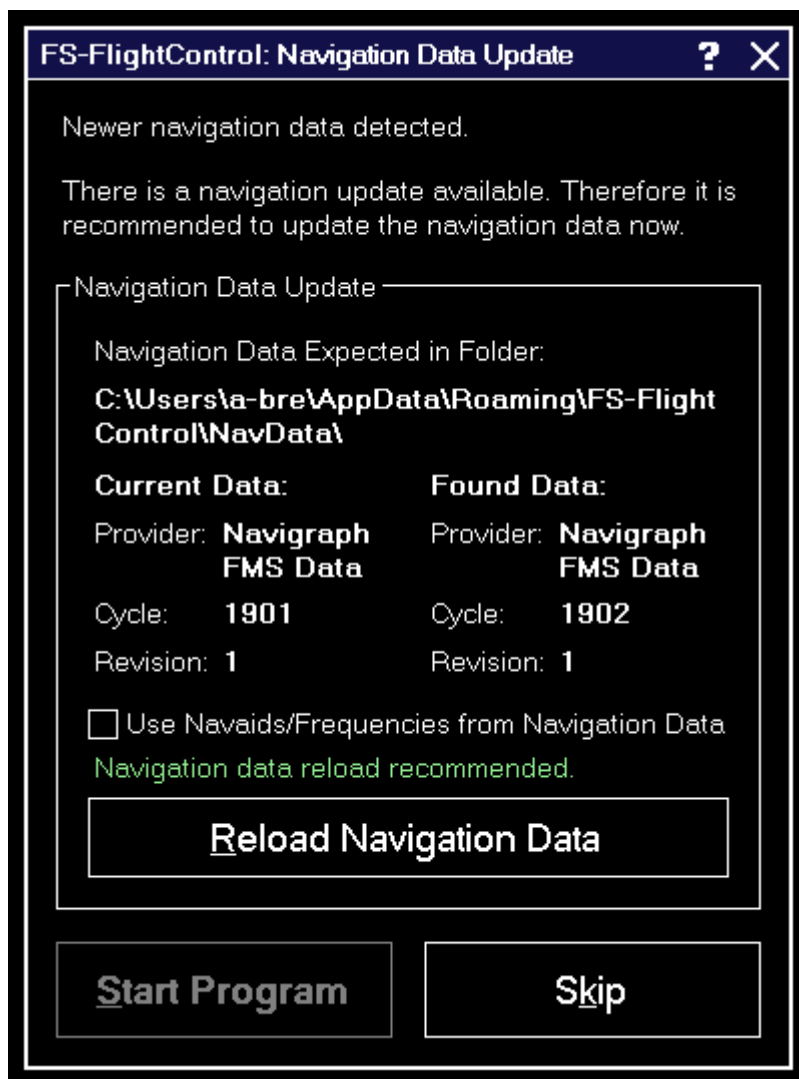 FS-FlightControl: Navigation Data Update ? X
Newer navigation data detected.
There is a navigation update available. Therefore it is
recommended to update the navigation data now.
Navigation Data Update
Navigation Data Expected in Folder:
C:\Users\a-bre\AppData\Roaming\FS-Flight
Control\NavData\
Current Data: Found Data:
Provider: Navigraph Provider: Navigraph
FMS Data FMS Data
Cycle: 1901 Cycle: 1902
Revision: 1 Revision: 1
Use Navaids/Frequencies from Navigation Data
Navigation data reload recommended.
Reload Navigation Data
Start Program Skip